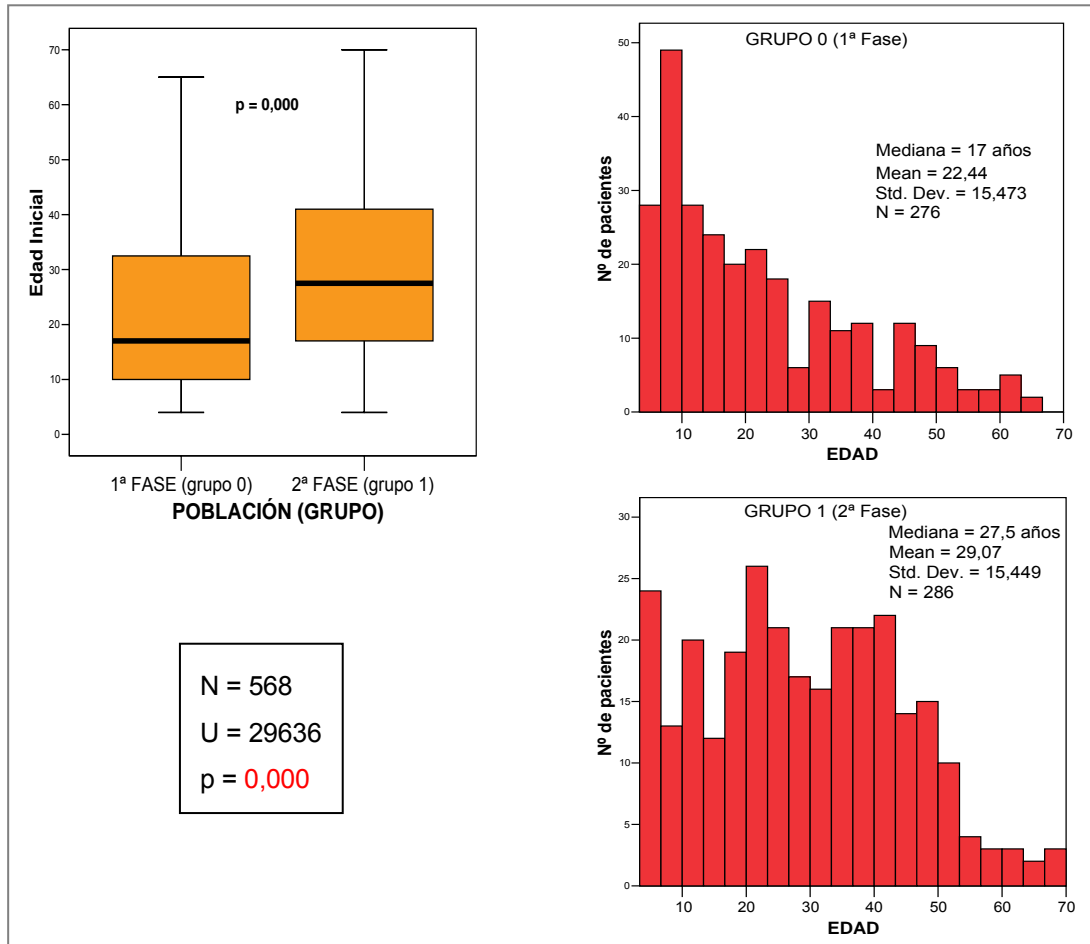 70
60
50
40
30
20
10
0
Edad Inicial
p = 0,000
1ª FASE (grupo 0)
2ª FASE (grupo 1)
POBLACIÓN (GRUPO)
N = 568
U = 29636
p = 0,000
GRUPO 0 (1ª Fase)
Mediana = 17 años
Mean = 22,44
Std. Dev. = 15,473
N = 276
50
40
30
20
10
0
Nº de pacientes
10 20 30 40 50 60 70
EDAD
GRUPO 1 (2ª Fase)
Mediana = 27,5 años
Mean = 29,07
Std. Dev. = 15,449
N = 286
30
25
20
15
10
5
0
Nº de pacientes
10 20 30 40 50 60 70
EDAD